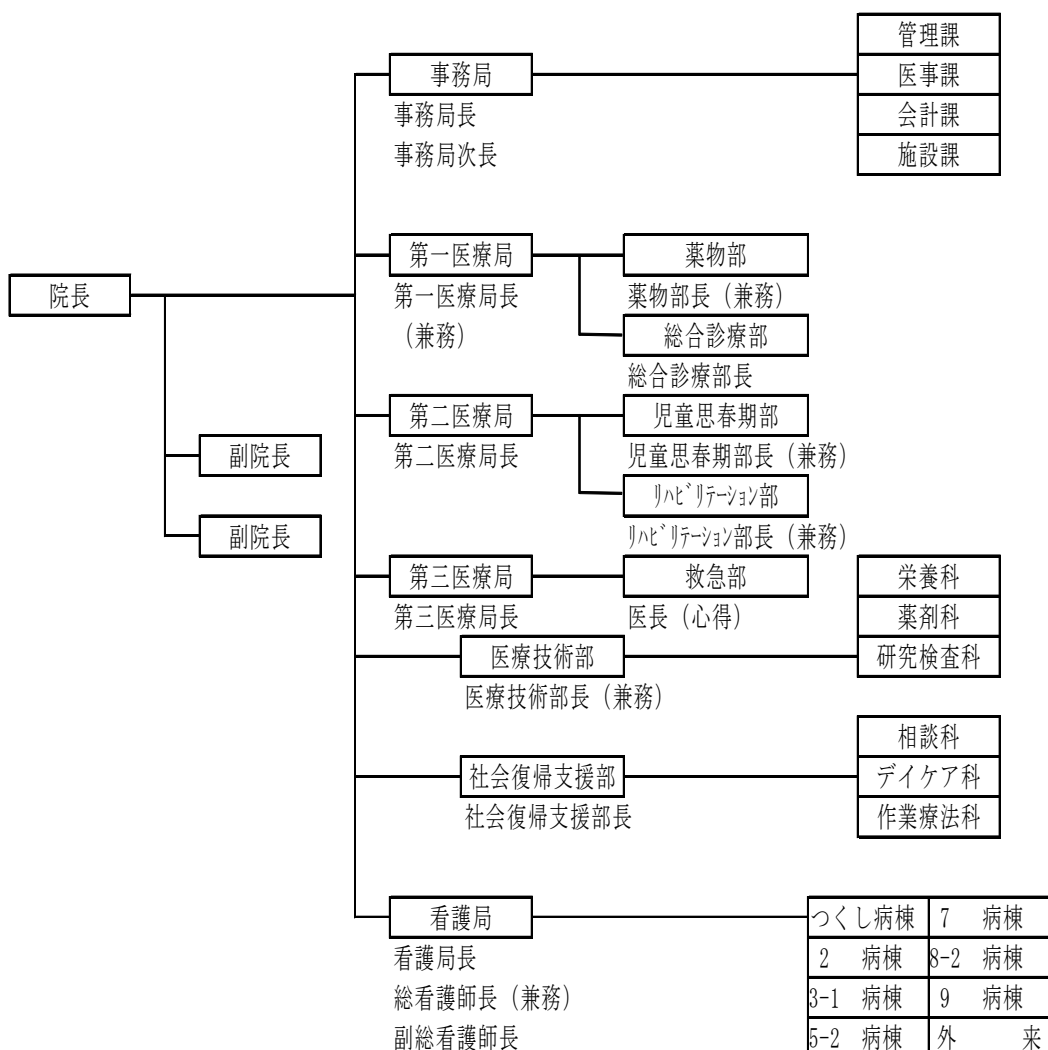 管理課
事務局
医事課
事務局長
会計課
事務局次長
施設課
第一医療局
薬物部
院長
第一医療局長
薬物部長（兼務）
（兼務）
総合診療部
総合診療部長
第二医療局
児童思春期部
副院長
第二医療局長
児童思春期部長（兼務）
ﾘﾊﾋﾞﾘﾃｰｼｮﾝ部
副院長
ﾘﾊﾋﾞﾘﾃｰｼｮﾝ部長（兼務）
第三医療局
救急部
栄養科
第三医療局長
医長（心得）
薬剤科
医療技術部
研究検査科
医療技術部長（兼務）
相談科
社会復帰支援部
デイケア科
社会復帰支援部長
作業療法科
看護局
つくし病棟 7 病棟
看護局長
2 病棟 8-2 病棟
総看護師長（兼務）
3-1 病棟 9 病棟
副総看護師長
5-2 病棟 外 来